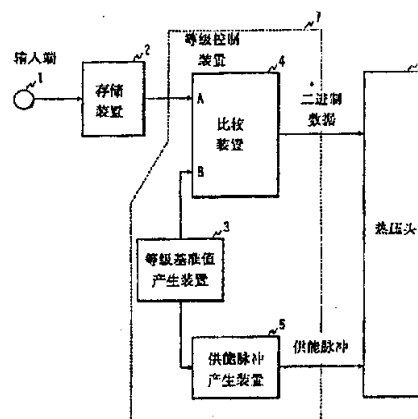 输入端
1
2
存储
装置
等级控制
装置
7
4
A
比较
装置
B
二进制
数据
3
等级基准值
产生装置
5
供能脉冲
产生装置
供能脉冲
热压头